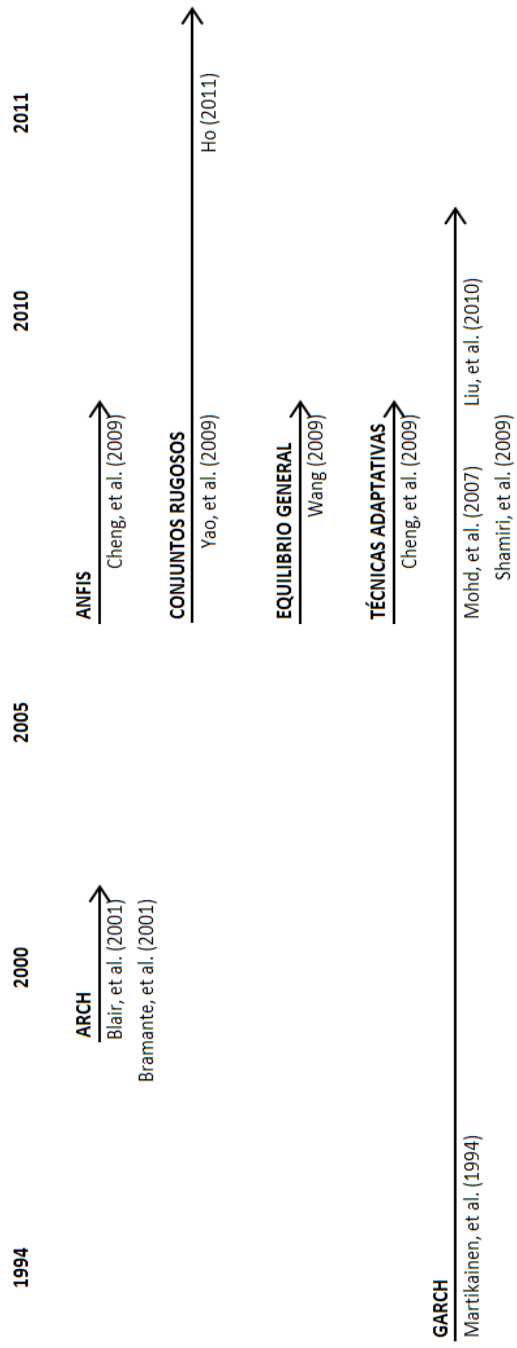 1994 2000 2005 2010 2011
ARCH
Blair, et al. (2001)
Bramante, et al. (2001)
ANFIS
Cheng, et al. (2009)
CONJUNTOS RUGOSOS
Yao, et al. (2009)
Ho (2011)
EQUILIBRIO GENERAL
Wang (2009)
TÉCNICAS ADAPTATIVAS
Cheng, et al. (2009)
GARCH
Martikainen, et al. (1994)
Mohd, et al. (2007)
Liu, et al. (2010)
Shamiri, et al. (2009)